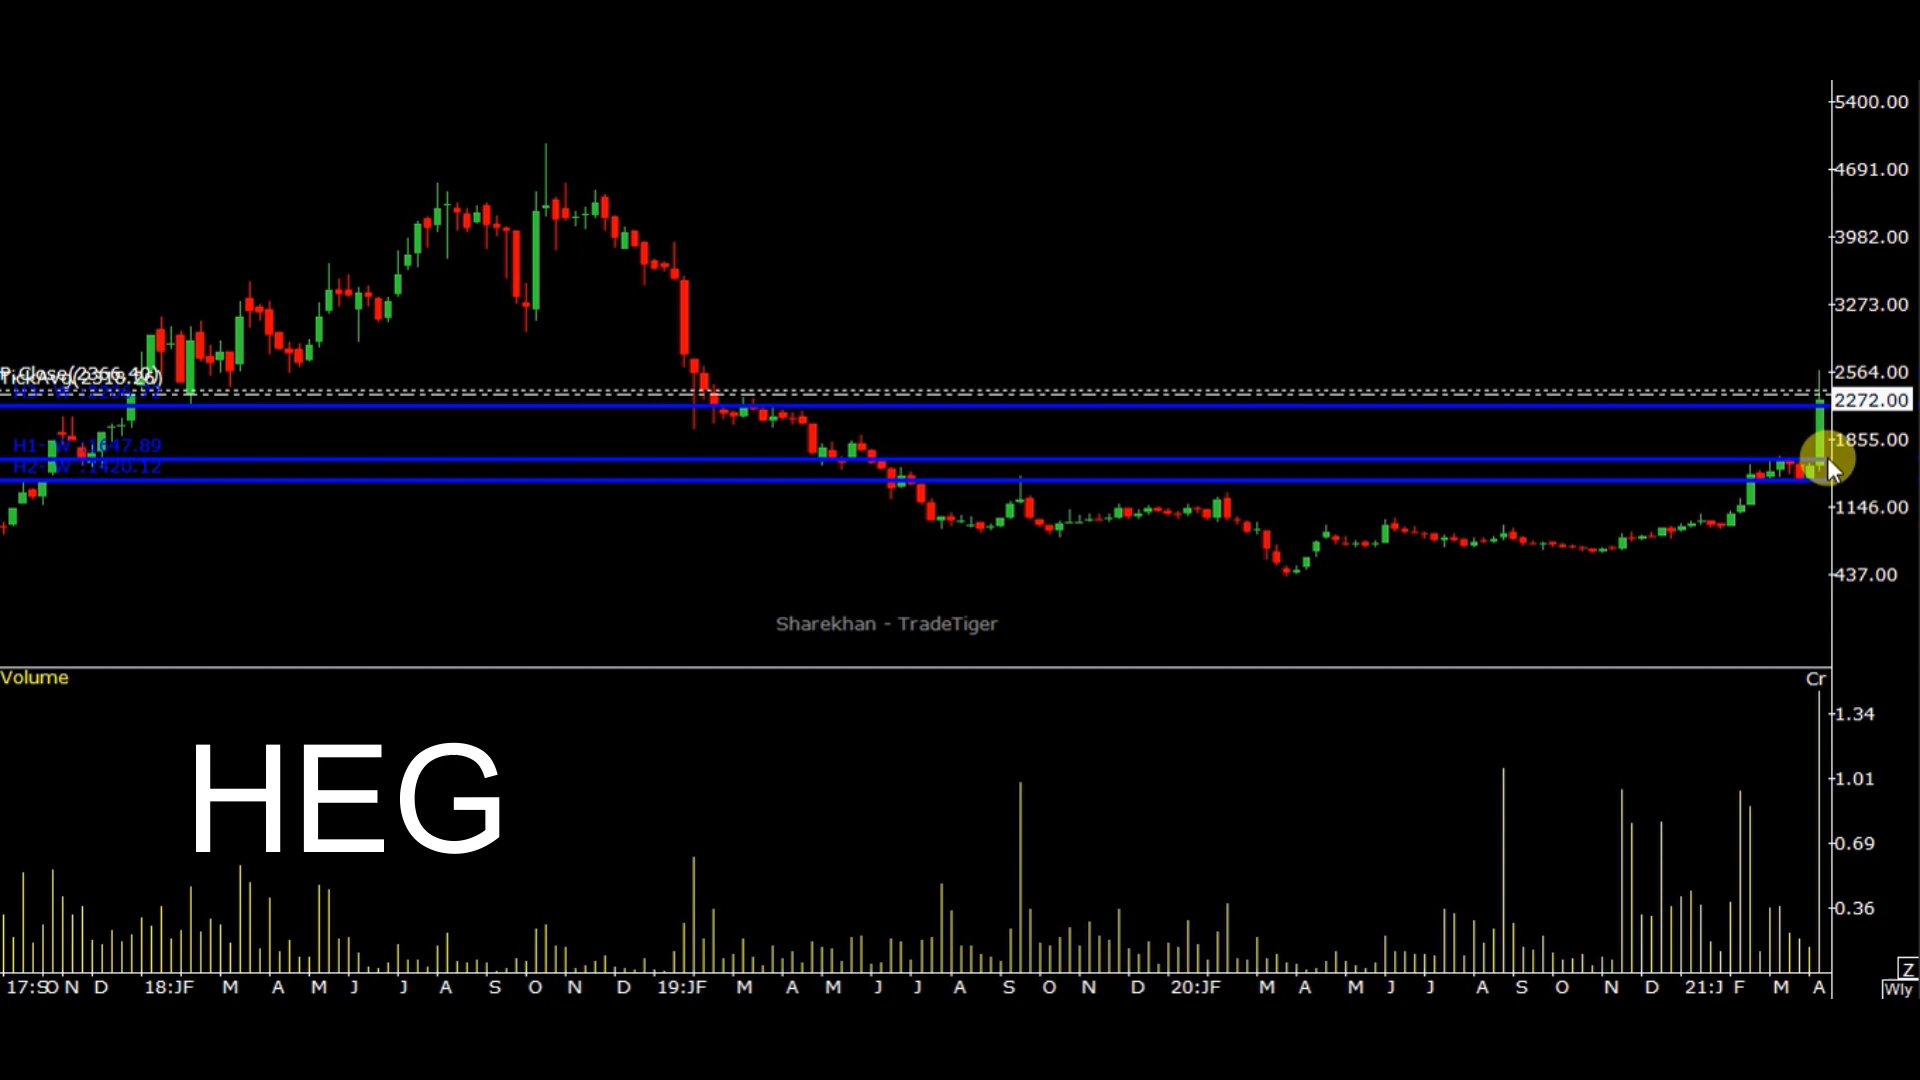 5400.00
4691.00
3982.00
3273.00
2564.00
P.Close(2366.40)
TickAvg(2318.26)
2272.00
1855.00
H1- W :1647.89
H2- W :1420.12
1146.00
437.00
Sharekhan - TradeTiger
Volume
Cr
1.34
HEG
1.01
0.69
0.36
Z
17:S O N D 18:JF M A M J J A S O N D 19:JF M A M J J A S O N D 20:JF M A M J J A S O N D 21:J F M A
Wly